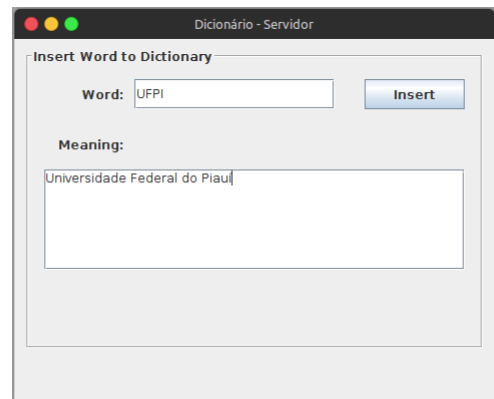 Dicionário - Servidor
Insert Word to Dictionary
Word: UFPI Insert
Meaning:
Universidade Federal do Piauí